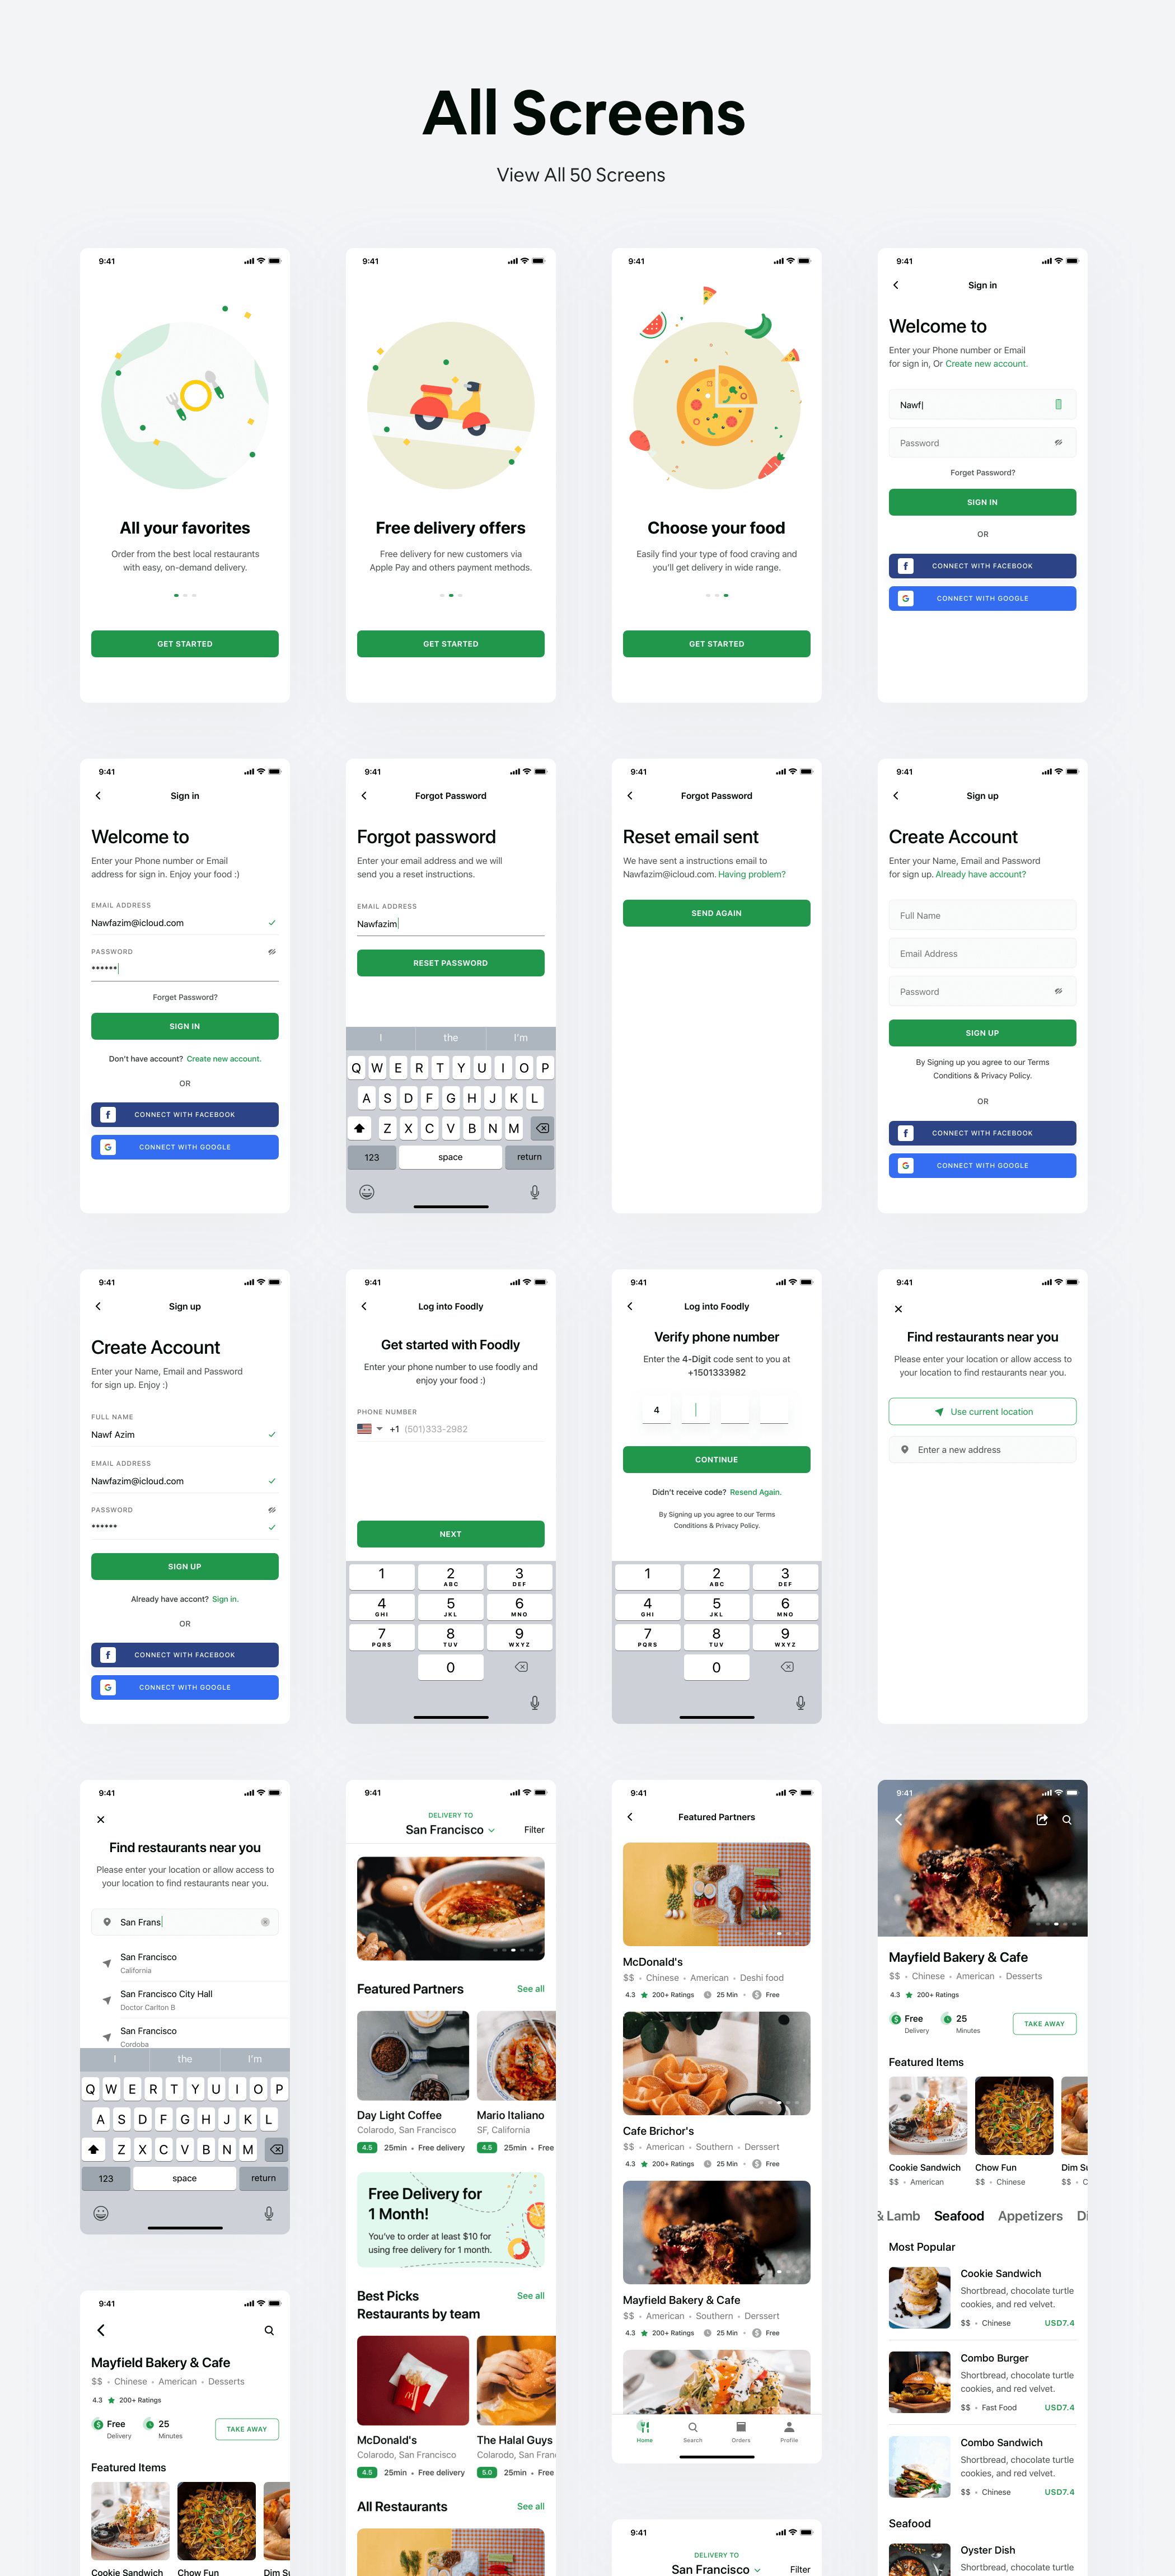 All Screens
View All 50 Screens
9:41
All your favorites
Order from the best local restaurants
with easy, on-demand delivery.
GET STARTED
9:41
Free delivery offers
Free delivery for new customers via
Apple Pay and others payment methods.
GET STARTED
9:41
Choose your food
Easily find your type of food craving and
you'll get delivery in wide range.
GET STARTED
9:41
Sign in
Welcome to
Enter your Phone number or Email
for sign in, Or Create new account.
Nawf
Password
Forget Password?
SIGN IN
OR
CONNECT WITH FACEBOOK
CONNECT WITH GOOGLE
9:41
Sign in
Welcome to
Enter your Phone number or Email
address for sign in. Enjoy your food :)
EMAIL ADDRESS
Nawfazim@icloud.com
PASSWORD
••••••
Forget Password?
SIGN IN
Don't have account? Create new account.
OR
CONNECT WITH FACEBOOK
CONNECT WITH GOOGLE
9:41
Forgot Password
Forgot password
Enter your email address and we will
send you a reset instructions.
EMAIL ADDRESS
Nawfazim
RESET PASSWORD
I the I'm
Q W E R T Y U I O P
A S D F G H J K L
Z X C V B N M
123 space return
9:41
Forgot Password
Reset email sent
We have sent a instructions email to
Nawfazim@icloud.com. Having problem?
SEND AGAIN
9:41
Sign up
Create Account
Enter your Name, Email and Password
for sign up. Already have account?
Full Name
Email Address
Password
SIGN UP
By Signing up you agree to our Terms
Conditions & Privacy Policy.
OR
CONNECT WITH FACEBOOK
CONNECT WITH GOOGLE
9:41
Sign up
Create Account
Enter your Name, Email and Password
for sign up. Enjoy :)
FULL NAME
Nawf Azim
EMAIL ADDRESS
Nawfazim@icloud.com
PASSWORD
••••••
SIGN UP
Already have accont? Sign in.
OR
CONNECT WITH FACEBOOK
CONNECT WITH GOOGLE
9:41
Log into Foodly
Get started with Foodly
Enter your phone number to use foodly and
enjoy your food :)
PHONE NUMBER
+1 (501)333-2982
NEXT
1 2 3
ABC DEF
4 5 6
GHI JKL MNO
7 8 9
PQRS TUV WXYZ
0
9:41
Log into Foodly
Verify phone number
Enter the 4-Digit code sent to you at
+1501333982
4
CONTINUE
Didn't receive code? Resend Again.
By Signing up you agree to our Terms
Conditions & Privacy Policy.
1 2 3
ABC DEF
4 5 6
GHI JKL MNO
7 8 9
PQRS TUV WXYZ
0
9:41
Find restaurants near you
Please enter your location or allow access to
your location to find restaurants near you.
Use current location
Enter a new address
9:41
Find restaurants near you
Please enter your location or allow access to
your location to find restaurants near you.
San Frans
San Francisco
California
San Francisco City Hall
Doctor Carlton B
San Francisco
Cordoba
I the I'm
Q W E R T Y U I O P
A S D F G H J K L
Z X C V B N M
123 space return
9:41
Mayfield Bakery & Cafe
$$ • Chinese • American • Desserts
4.3 200+ Ratings
Free 25
Delivery Minutes
TAKE AWAY
Featured Items
Cookie Sandwich Chow Fun Dim Su
9:41
DELIVERY TO
San Francisco
Filter
Featured Partners See all
Day Light Coffee Mario Italiano
Colarodo, San Francisco SF, California
4.5 25min • Free delivery 4.5 25min • Free
Free Delivery for
1 Month!
You've to order at least $10 for
using free delivery for 1 month.
Best Picks See all
Restaurants by team
McDonald's The Halal Guys
Colarodo, San Francisco Colarodo, San Fran
4.5 25min • Free delivery 5.0 25min • Free
All Restaurants See all
9:41
Featured Partners
McDonald's
$$ • Chinese • American • Deshi food
4.3 200+ Ratings 25 Min • Free
Cafe Brichor's
$$ • American • Southern • Derssert
4.3 200+ Ratings 25 Min • Free
Mayfield Bakery & Cafe
$$ • American • Southern • Derssert
4.3 200+ Ratings 25 Min • Free
Home Search Orders Profile
9:41
DELIVERY TO
San Francisco
Filter
9:41
Mayfield Bakery & Cafe
$$ • Chinese • American • Desserts
4.3 200+ Ratings
Free 25
Delivery Minutes
TAKE AWAY
Featured Items
Cookie Sandwich Chow Fun Dim Su
$$ • American $$ • Chinese $$ • C
& Lamb Seafood Appetizers Di
Most Popular
Cookie Sandwich
Shortbread, chocolate turtle
cookies, and red velvet.
$$ • Chinese USD7.4
Combo Burger
Shortbread, chocolate turtle
cookies, and red velvet.
$$ • Fast Food USD7.4
Combo Sandwich
Shortbread, chocolate turtle
cookies, and red velvet.
$$ • Chinese USD7.4
Seafood
Oyster Dish
Shortbread, chocolate turtle